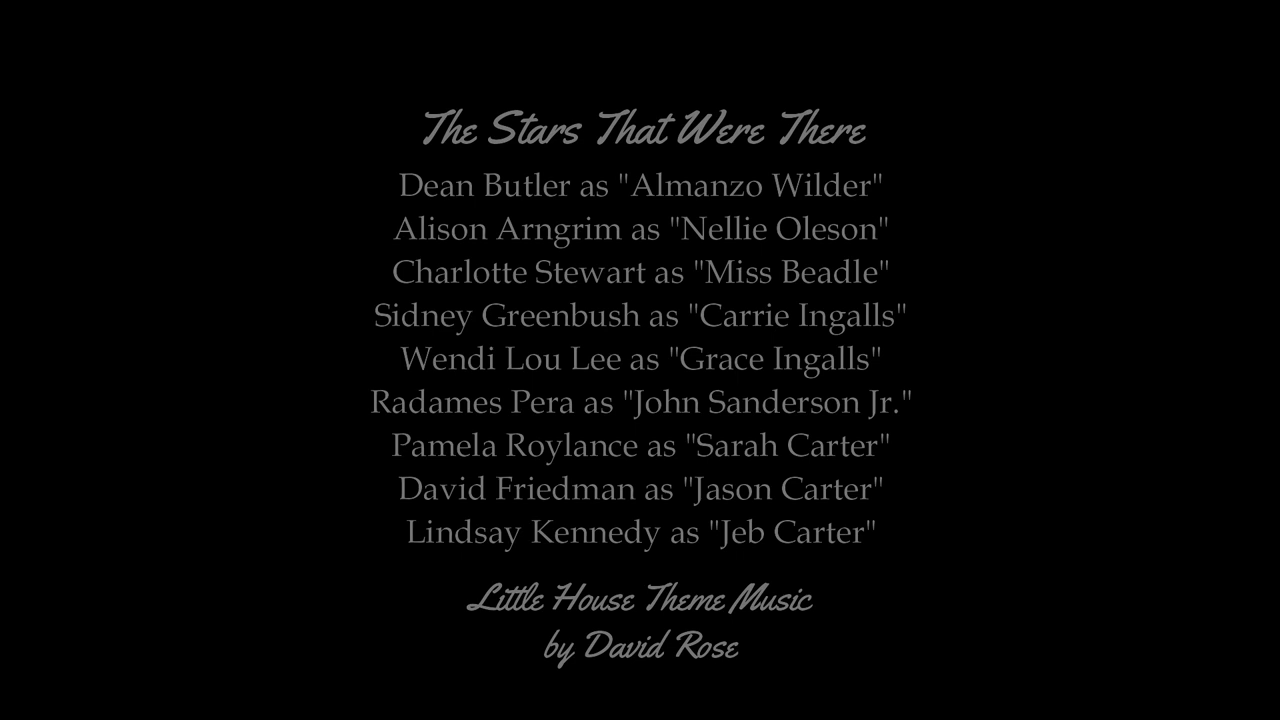 The Stars That Were There
Dean Butler as "Almanzo Wilder"
Alison Arngrim as "Nellie Oleson"
Charlotte Stewart as "Miss Beadle"
Sidney Greenbush as "Carrie Ingalls"
Wendi Lou Lee as "Grace Ingalls"
Radames Pera as "John Sanderson Jr."
Pamela Roylance as "Sarah Carter"
David Friedman as "Jason Carter"
Lindsay Kennedy as "Jeb Carter"
Little House Theme Music
by David Rose